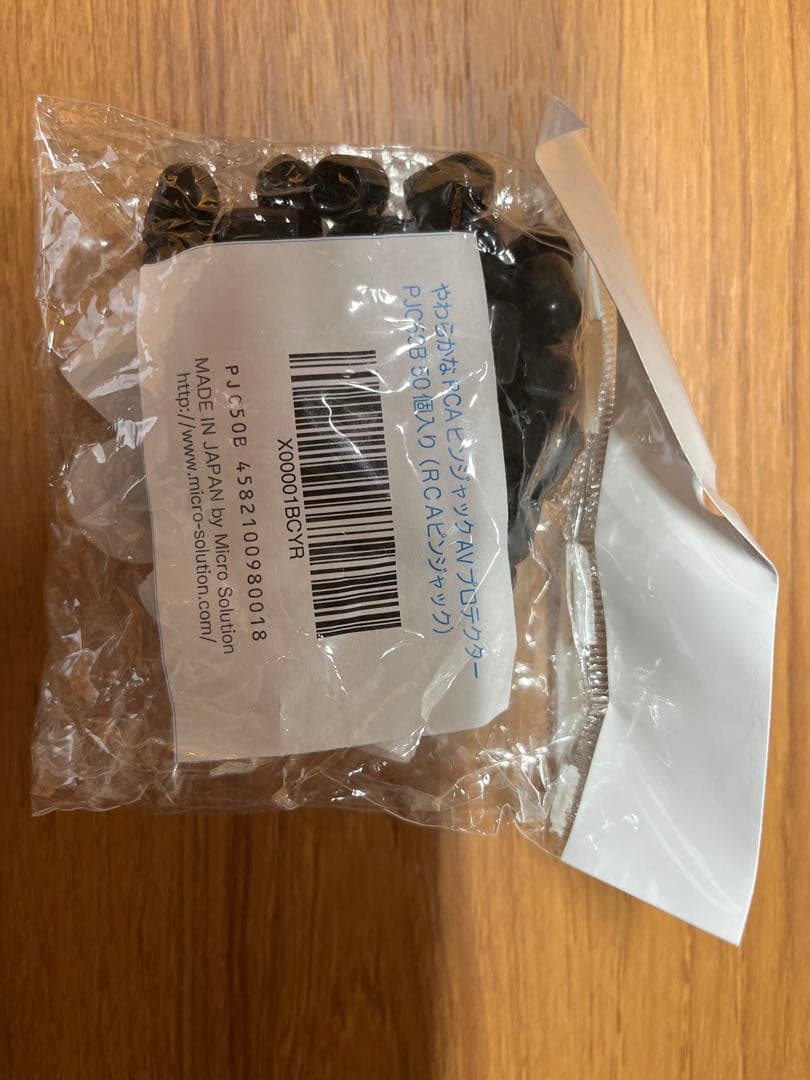 やわらかなRCAピンジャックAVプロテクター
PJC50B 50個入り (RCAピンジャック)
X00001BCYR
PJC50B 4582100980018
MADE IN JAPAN by Micro Solution
http://www.micro-solution.com/